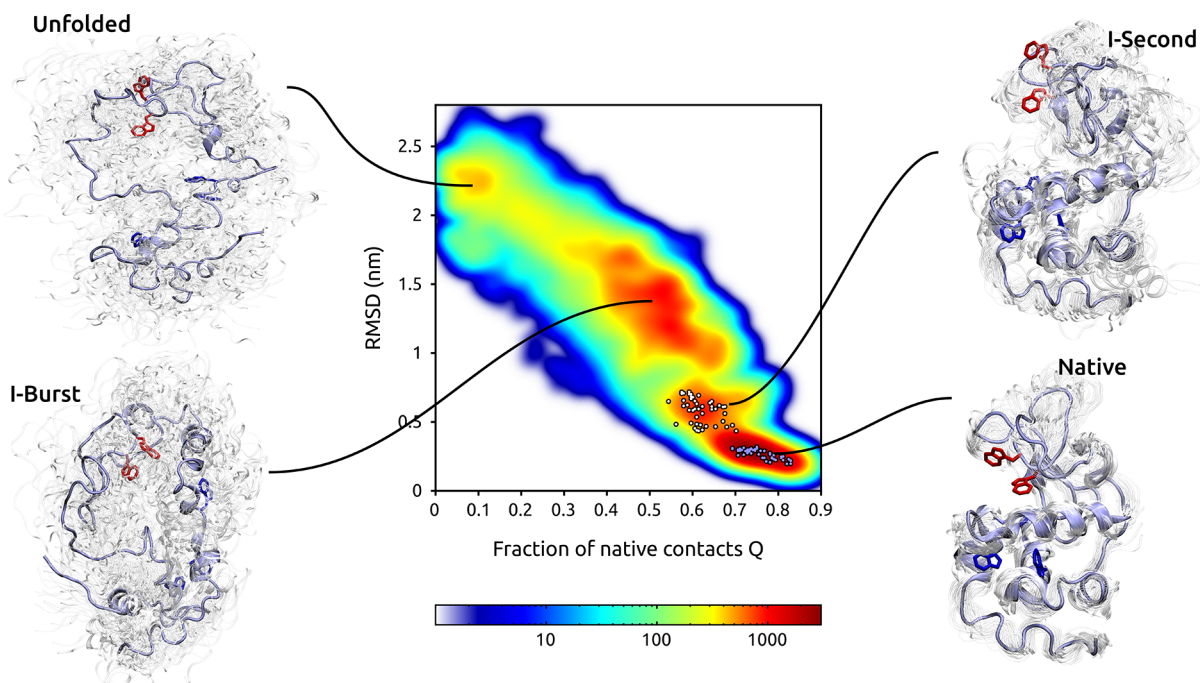 Unfolded
I-Second
I-Burst
Native
RMSD (nm)
2.5
2
1.5
1
0.5
0
0 0.1 0.2 0.3 0.4 0.5 0.6 0.7 0.8 0.9
Fraction of native contacts Q
10 100 1000